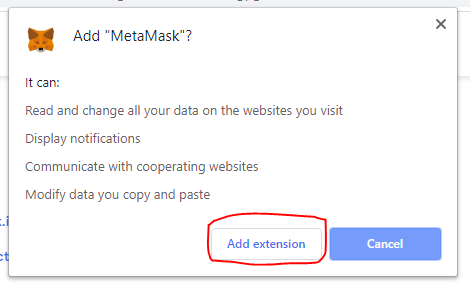 Add "MetaMask"?
It can:
Read and change all your data on the websites you visit
Display notifications
Communicate with cooperating websites
Modify data you copy and paste
Add extension
Cancel